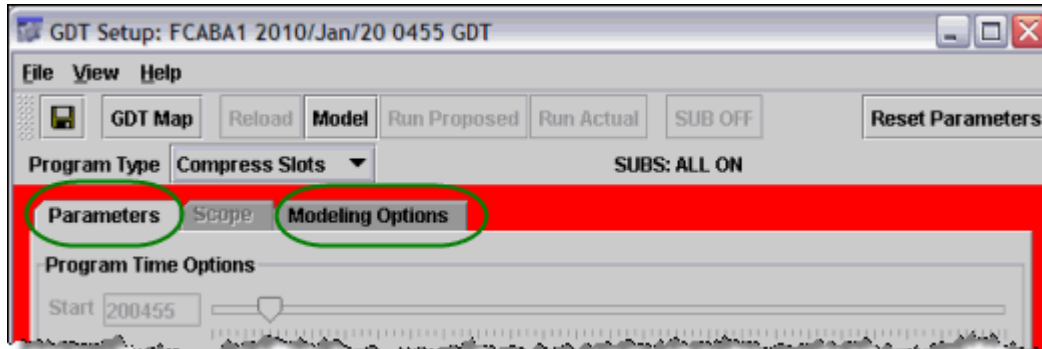 GDT Setup: FCABA1 2010/Jan/20 0455 GDT
File View Help
GDT Map Reload Model Run Proposed Run Actual SUB OFF Reset Parameters
Program Type Compress Slots SUBS: ALL ON
Parameters Scope Modeling Options
Program Time Options
Start 200455